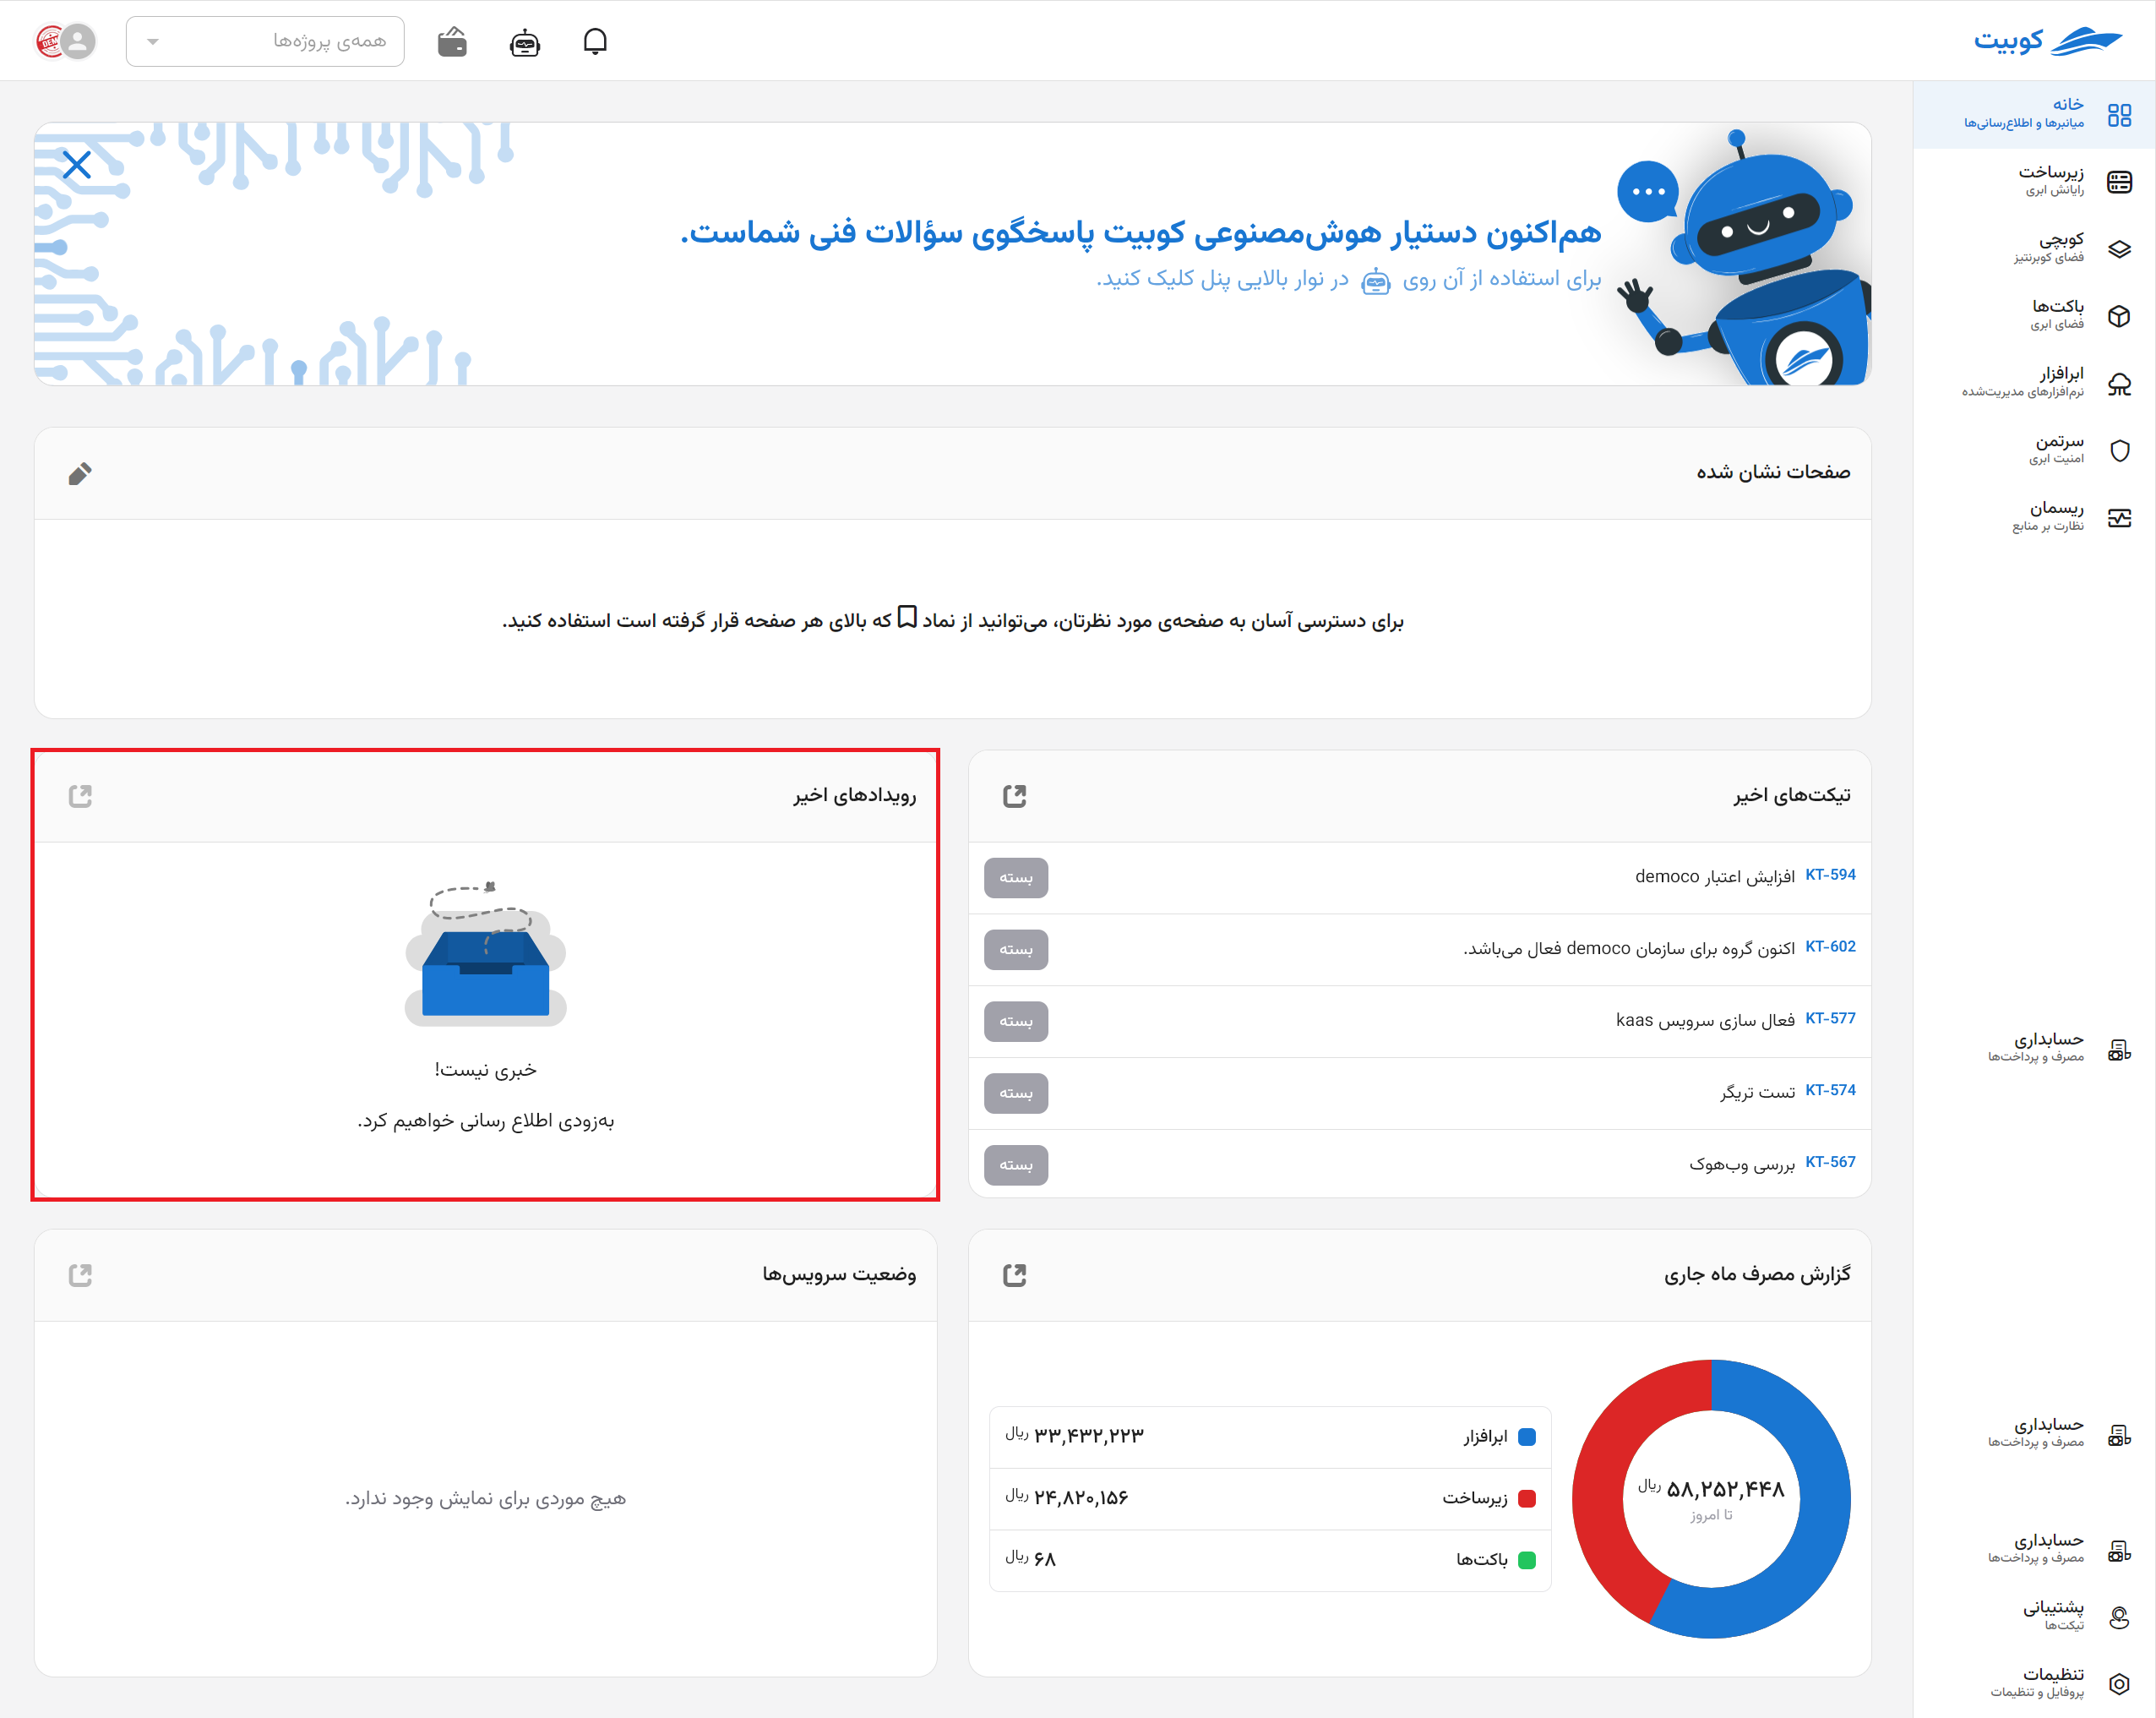 کوبیت
همه‌ی پروژه‌ها
خانه
میانبرها و اطلاع‌رسانی‌ها
زیرساخت
رایانش ابری
کوبچی
فضای کوبرنتیز
باکت‌ها
فضای ابری
ابرافزار
نرم‌افزارهای مدیریت‌شده
سرتمن
امنیت ابری
ریسمان
نظارت بر منابع
حسابداری
مصرف و پرداخت‌ها
حسابداری
مصرف و پرداخت‌ها
حسابداری
مصرف و پرداخت‌ها
پشتیبانی
تیکت‌ها
تنظیمات
پروفایل و تنظیمات
هم‌اکنون دستیار هوش‌مصنوعی کوبیت پاسخگوی سؤالات فنی شماست.
برای استفاده از آن روی در نوار بالایی پنل کلیک کنید.
صفحات نشان شده
برای دسترسی آسان به صفحه‌ی مورد نظرتان، می‌توانید از نماد که بالای هر صفحه قرار گرفته است استفاده کنید.
تیکت‌های اخیر
KT-594 افزایش اعتبار democo بسته
KT-602 اکنون گروه برای سازمان democo فعال می‌باشد. بسته
KT-577 فعال سازی سرویس kaas بسته
KT-574 تست تریگر بسته
KT-567 بررسی وب‌هوک بسته
رویدادهای اخیر
خبری نیست!
به‌زودی اطلاع رسانی خواهیم کرد.
گزارش مصرف ماه جاری
۵۸,۲۵۲,۴۴۸ ریال
تا امروز
ابرافزار ۳۳,۴۳۲,۲۲۳ ریال
زیرساخت ۲۴,۸۲۰,۱۵۶ ریال
باکت‌ها ۶۸ ریال
وضعیت سرویس‌ها
هیچ موردی برای نمایش وجود ندارد.